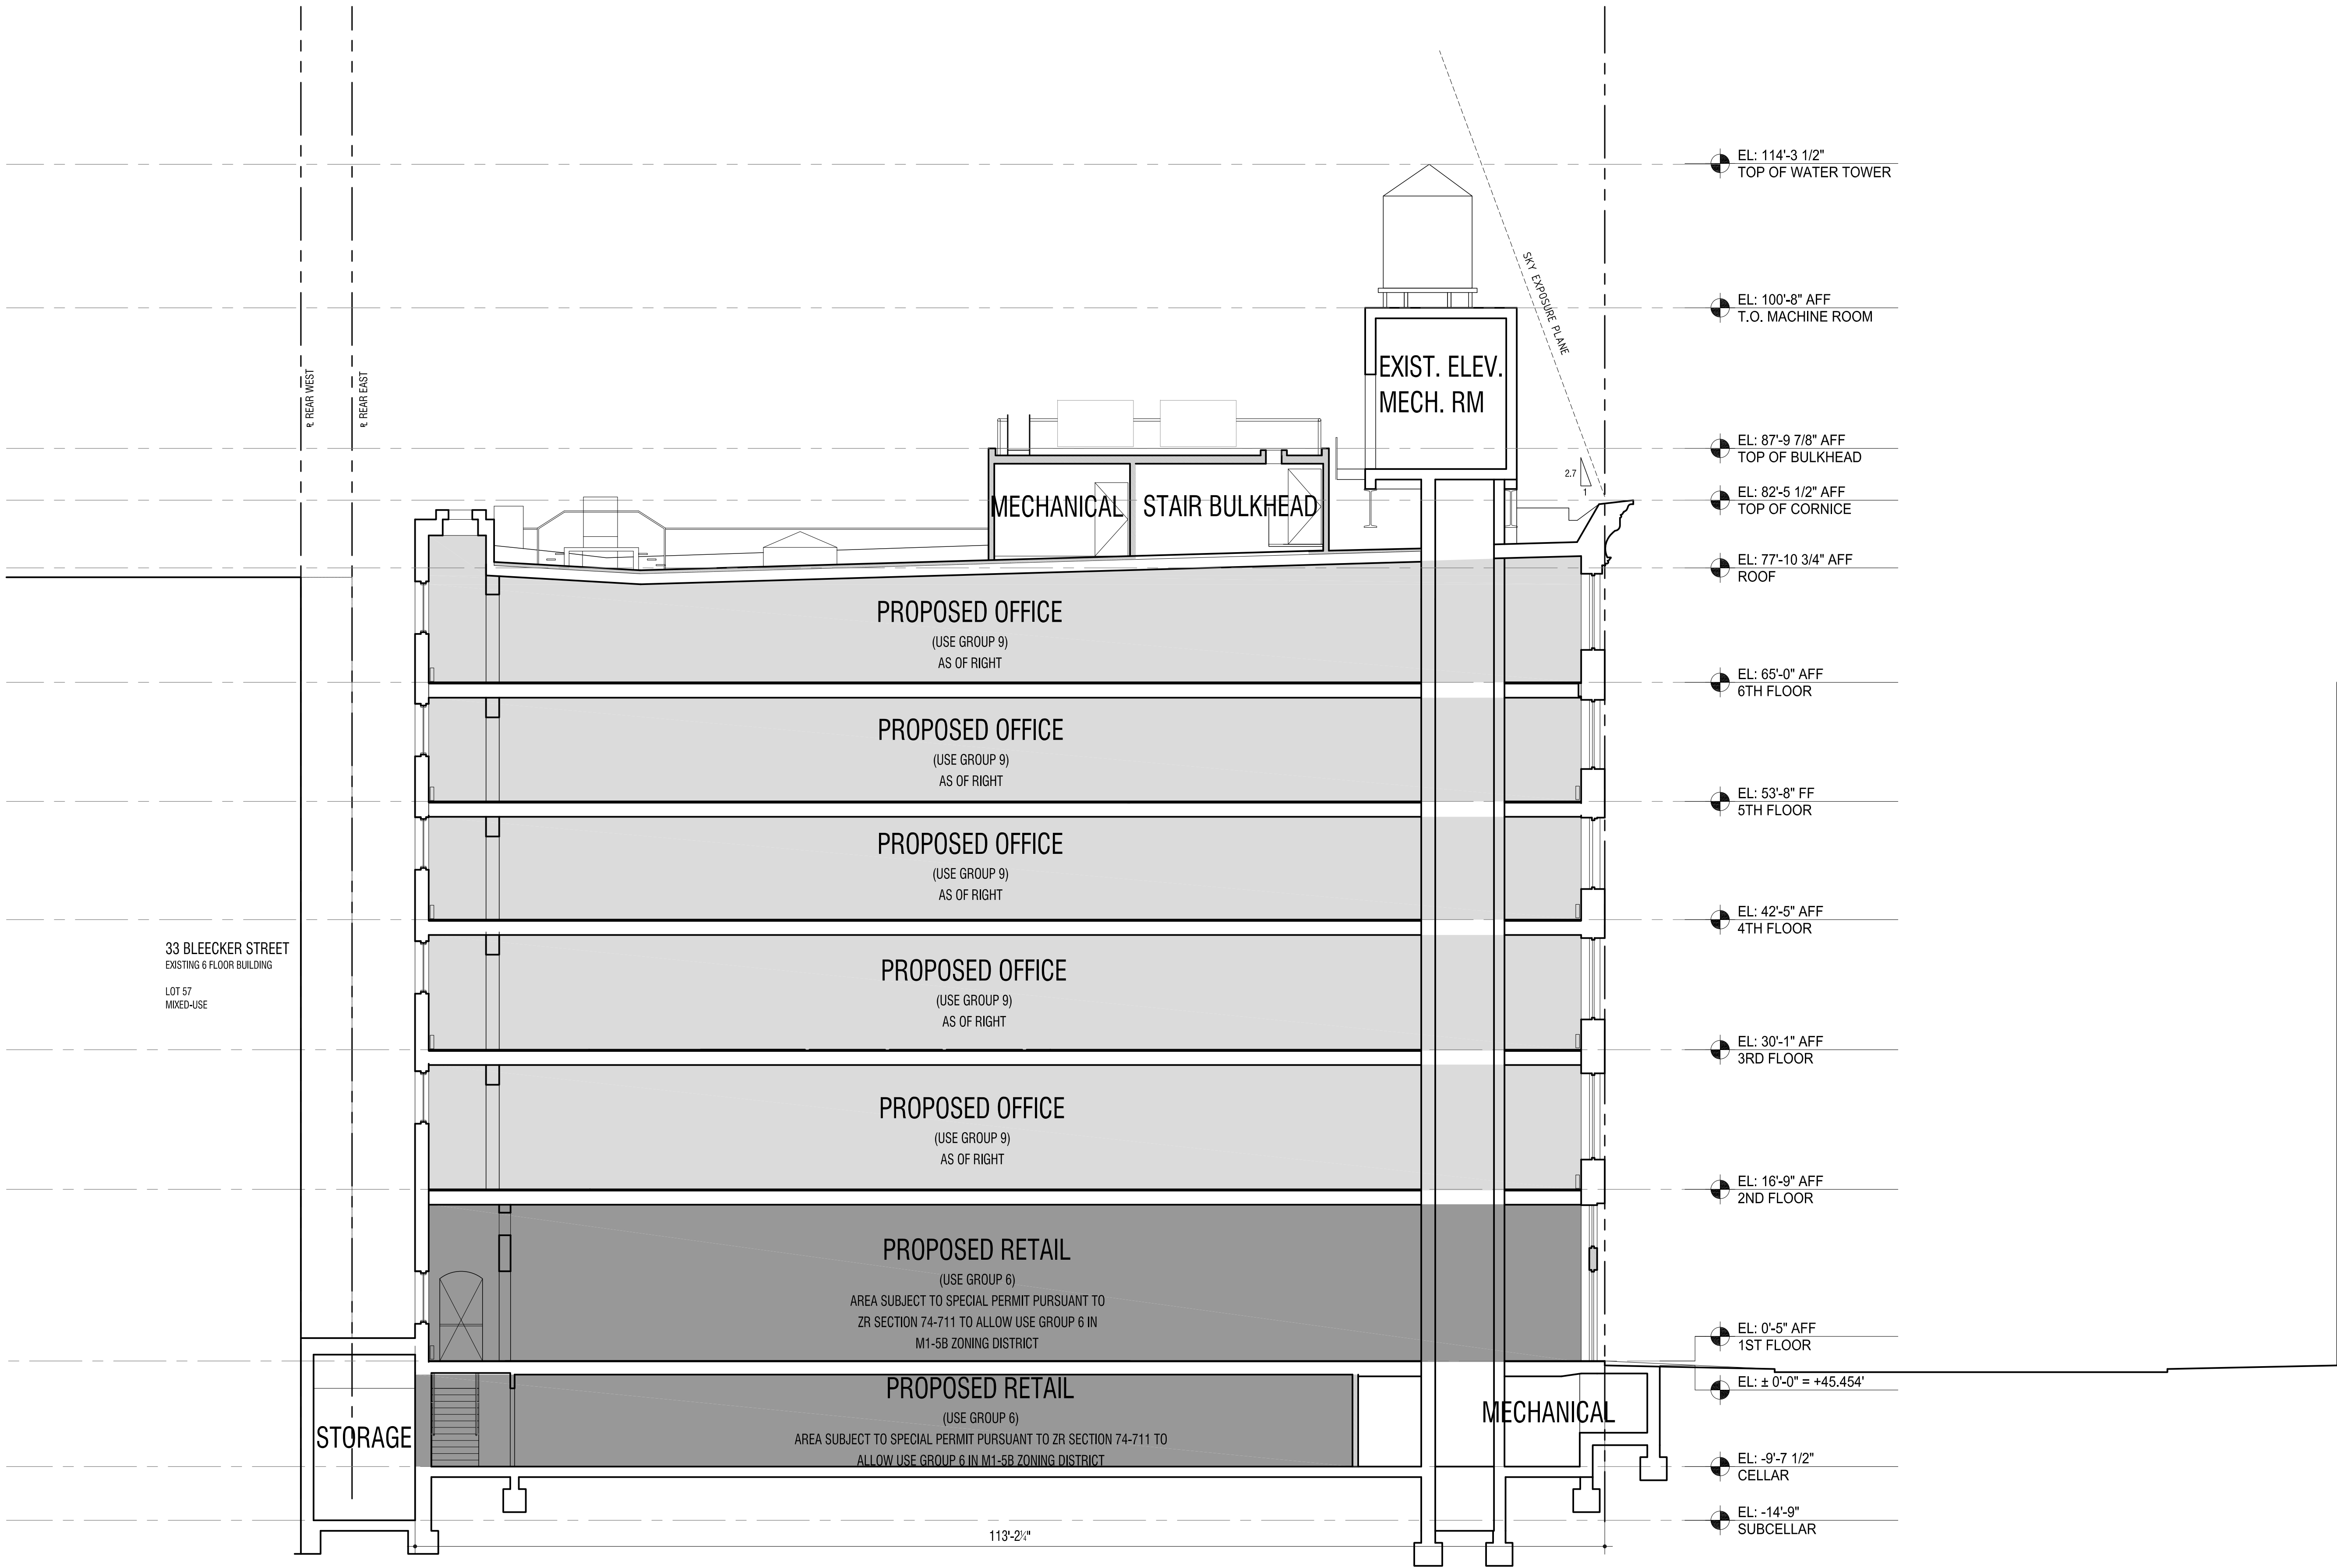 EL: 114'-3 1/2"
TOP OF WATER TOWER
SKY EXPOSURE PLANE
EL: 100'-8" AFF
T.O. MACHINE ROOM
EXIST. ELEV.
MECH. RM
℄ REAR WEST
℄ REAR EAST
EL: 87'-9 7/8" AFF
TOP OF BULKHEAD
2.7
1
MECHANICAL
STAIR BULKHEAD
EL: 82'-5 1/2" AFF
TOP OF CORNICE
EL: 77'-10 3/4" AFF
ROOF
PROPOSED OFFICE
(USE GROUP 9)
AS OF RIGHT
EL: 65'-0" AFF
6TH FLOOR
PROPOSED OFFICE
(USE GROUP 9)
AS OF RIGHT
EL: 53'-8" FF
5TH FLOOR
PROPOSED OFFICE
(USE GROUP 9)
AS OF RIGHT
EL: 42'-5" AFF
4TH FLOOR
33 BLEECKER STREET
EXISTING 6 FLOOR BUILDING
LOT 57
MIXED-USE
PROPOSED OFFICE
(USE GROUP 9)
AS OF RIGHT
EL: 30'-1" AFF
3RD FLOOR
PROPOSED OFFICE
(USE GROUP 9)
AS OF RIGHT
EL: 16'-9" AFF
2ND FLOOR
PROPOSED RETAIL
(USE GROUP 6)
AREA SUBJECT TO SPECIAL PERMIT PURSUANT TO
ZR SECTION 74-711 TO ALLOW USE GROUP 6 IN
M1-5B ZONING DISTRICT
EL: 0'-5" AFF
1ST FLOOR
EL: ± 0'-0" = +45.454'
STORAGE
PROPOSED RETAIL
(USE GROUP 6)
AREA SUBJECT TO SPECIAL PERMIT PURSUANT TO ZR SECTION 74-711 TO
ALLOW USE GROUP 6 IN M1-5B ZONING DISTRICT
MECHANICAL
EL: -9'-7 1/2"
CELLAR
EL: -14'-9"
SUBCELLAR
113'-2¼"